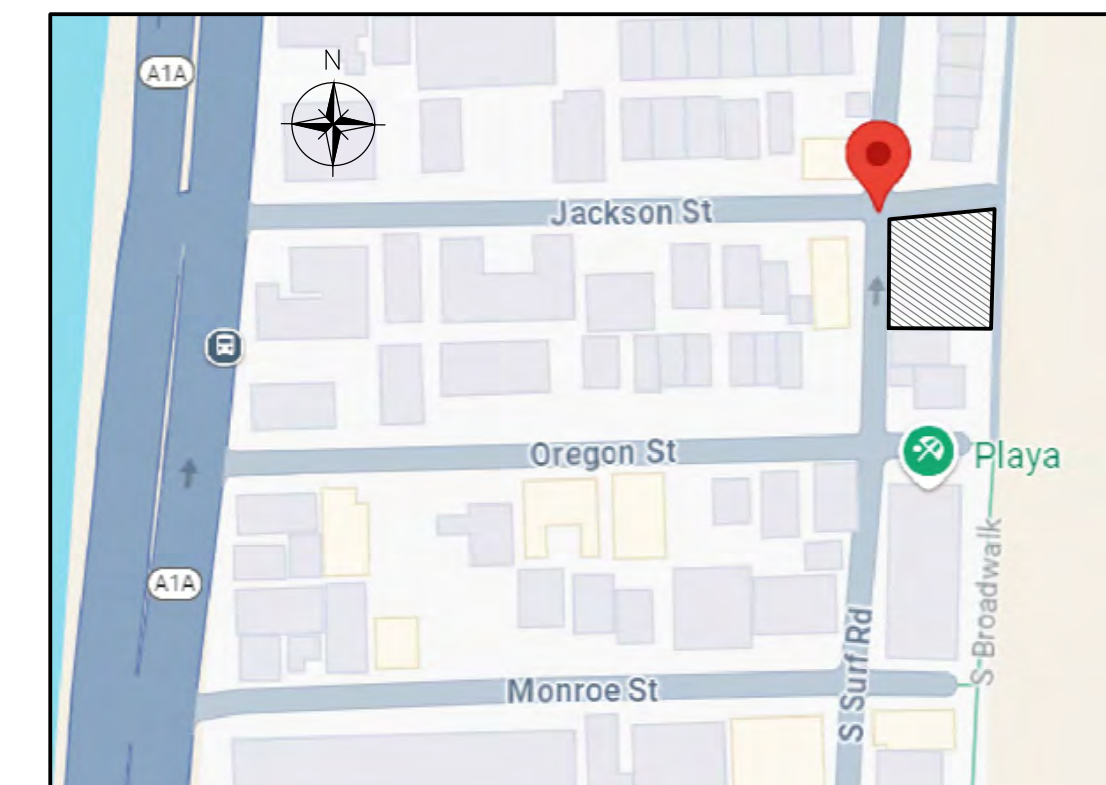 A1A
N
Jackson St
Oregon St
Playa
A1A
S Broadwalk
S Surf Rd
Monroe St